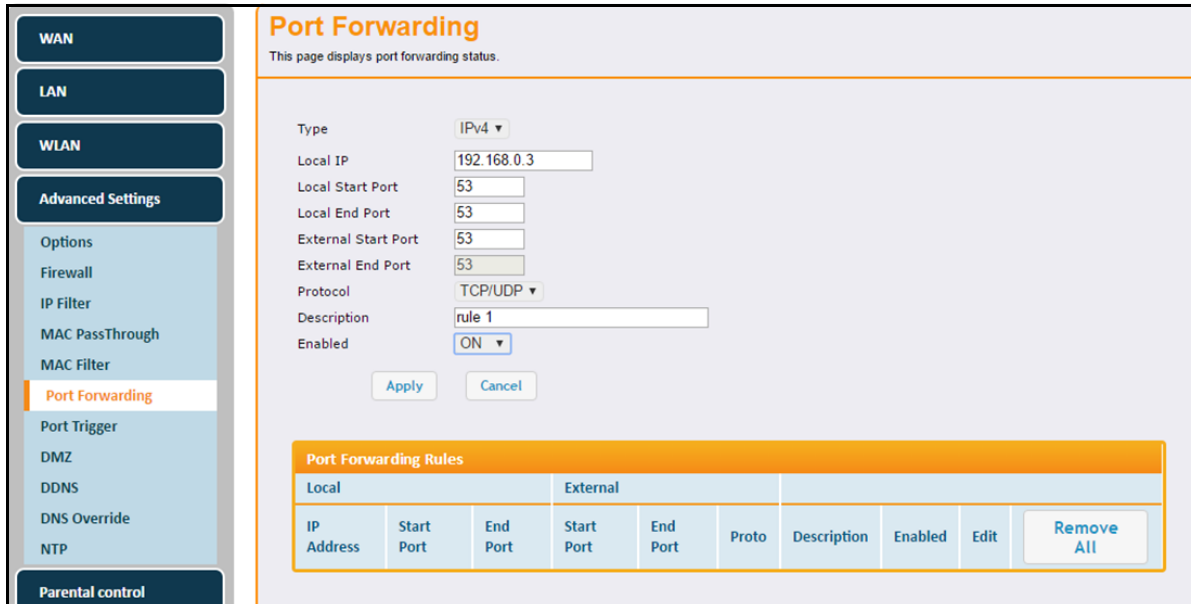 WAN
LAN
WLAN
Advanced Settings
Options
Firewall
IP Filter
MAC PassThrough
MAC Filter
Port Forwarding
Port Trigger
DMZ
DDNS
DNS Override
NTP
Parental control
Port Forwarding
This page displays port forwarding status.
Type IPv4
Local IP 192.168.0.3
Local Start Port 53
Local End Port 53
External Start Port 53
External End Port 53
Protocol TCP/UDP
Description rule 1
Enabled ON
Apply Cancel
Port Forwarding Rules
Local External
IP Address Start Port End Port Start Port End Port Proto Description Enabled Edit Remove All